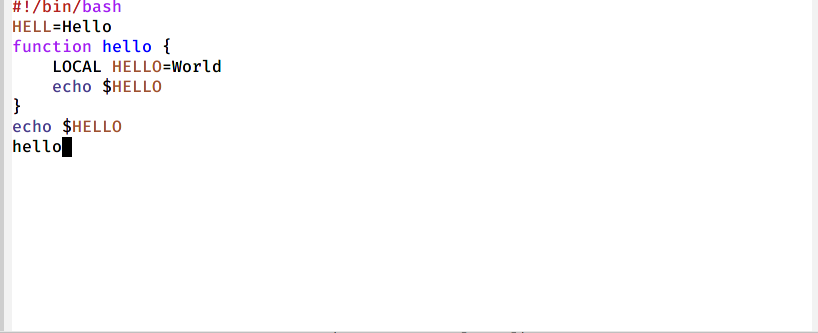 #!/bin/bash
HELL=Hello
function hello {
    LOCAL HELLO=World
    echo $HELLO
}
echo $HELLO
hello